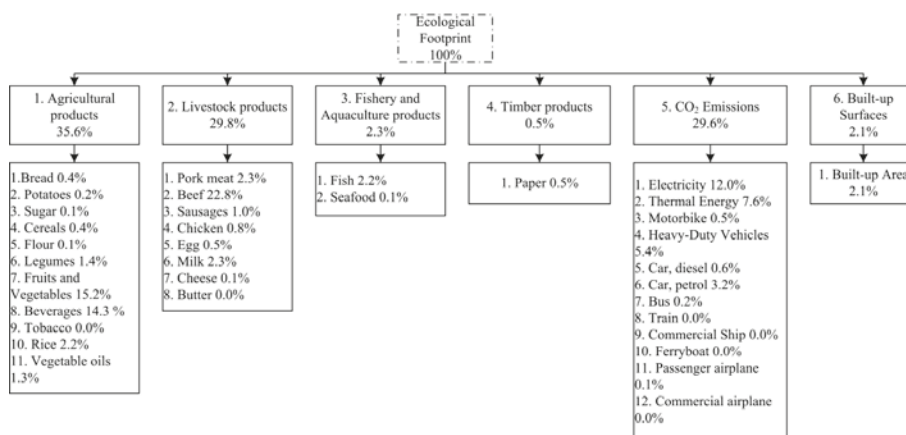 Ecological
Footprint
100%
1. Agricultural
products
35.6%
2. Livestock products
29.8%
3. Fishery and
Aquaculture products
2.3%
4. Timber products
0.5%
5. CO₂ Emissions
29.6%
6. Built-up
Surfaces
2.1%
1.Bread 0.4%
2. Potatoes 0.2%
3. Sugar 0.1%
4. Cereals 0.4%
5. Flour 0.1%
6. Legumes 1.4%
7. Fruits and
Vegetables 15.2%
8. Beverages 14.3 %
9. Tobacco 0.0%
10. Rice 2.2%
11. Vegetable oils
1.3%
1. Pork meat 2.3%
2. Beef 22.8%
3. Sausages 1.0%
4. Chicken 0.8%
5. Egg 0.5%
6. Milk 2.3%
7. Cheese 0.1%
8. Butter 0.0%
1. Fish 2.2%
2. Seafood 0.1%
1. Paper 0.5%
1. Electricity 12.0%
2. Thermal Energy 7.6%
3. Motorbike 0.5%
4. Heavy-Duty Vehicles
5.4%
5. Car, diesel 0.6%
6. Car, petrol 3.2%
7. Bus 0.2%
8. Train 0.0%
9. Commercial Ship 0.0%
10. Ferryboat 0.0%
11. Passenger airplane
0.1%
12. Commercial airplane
0.0%
1. Built-up Area
2.1%